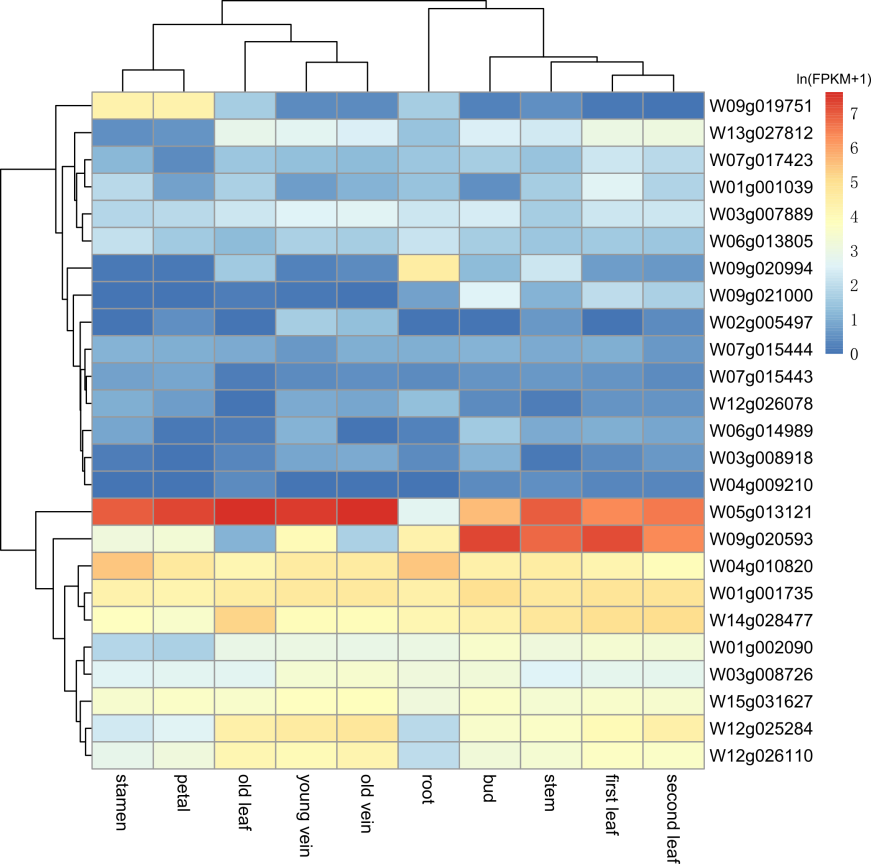 ln(FPKM+1)
7
6
5
4
3
2
1
0
W09g019751
W13g027812
W07g017423
W01g001039
W03g007889
W06g013805
W09g020994
W09g021000
W02g005497
W07g015444
W07g015443
W12g026078
W06g014989
W03g008918
W04g009210
W05g013121
W09g020593
W04g010820
W01g001735
W14g028477
W01g002090
W03g008726
W15g031627
W12g025284
W12g026110
stamen
petal
old leaf
young vein
old vein
root
bud
stem
first leaf
second leaf